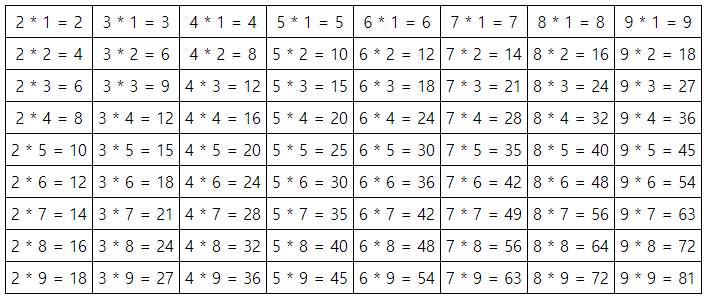 2 * 1 = 2 3 * 1 = 3 4 * 1 = 4 5 * 1 = 5 6 * 1 = 6 7 * 1 = 7 8 * 1 = 8 9 * 1 = 9
2 * 2 = 4 3 * 2 = 6 4 * 2 = 8 5 * 2 = 10 6 * 2 = 12 7 * 2 = 14 8 * 2 = 16 9 * 2 = 18
2 * 3 = 6 3 * 3 = 9 4 * 3 = 12 5 * 3 = 15 6 * 3 = 18 7 * 3 = 21 8 * 3 = 24 9 * 3 = 27
2 * 4 = 8 3 * 4 = 12 4 * 4 = 16 5 * 4 = 20 6 * 4 = 24 7 * 4 = 28 8 * 4 = 32 9 * 4 = 36
2 * 5 = 10 3 * 5 = 15 4 * 5 = 20 5 * 5 = 25 6 * 5 = 30 7 * 5 = 35 8 * 5 = 40 9 * 5 = 45
2 * 6 = 12 3 * 6 = 18 4 * 6 = 24 5 * 6 = 30 6 * 6 = 36 7 * 6 = 42 8 * 6 = 48 9 * 6 = 54
2 * 7 = 14 3 * 7 = 21 4 * 7 = 28 5 * 7 = 35 6 * 7 = 42 7 * 7 = 49 8 * 7 = 56 9 * 7 = 63
2 * 8 = 16 3 * 8 = 24 4 * 8 = 32 5 * 8 = 40 6 * 8 = 48 7 * 8 = 56 8 * 8 = 64 9 * 8 = 72
2 * 9 = 18 3 * 9 = 27 4 * 9 = 36 5 * 9 = 45 6 * 9 = 54 7 * 9 = 63 8 * 9 = 72 9 * 9 = 81